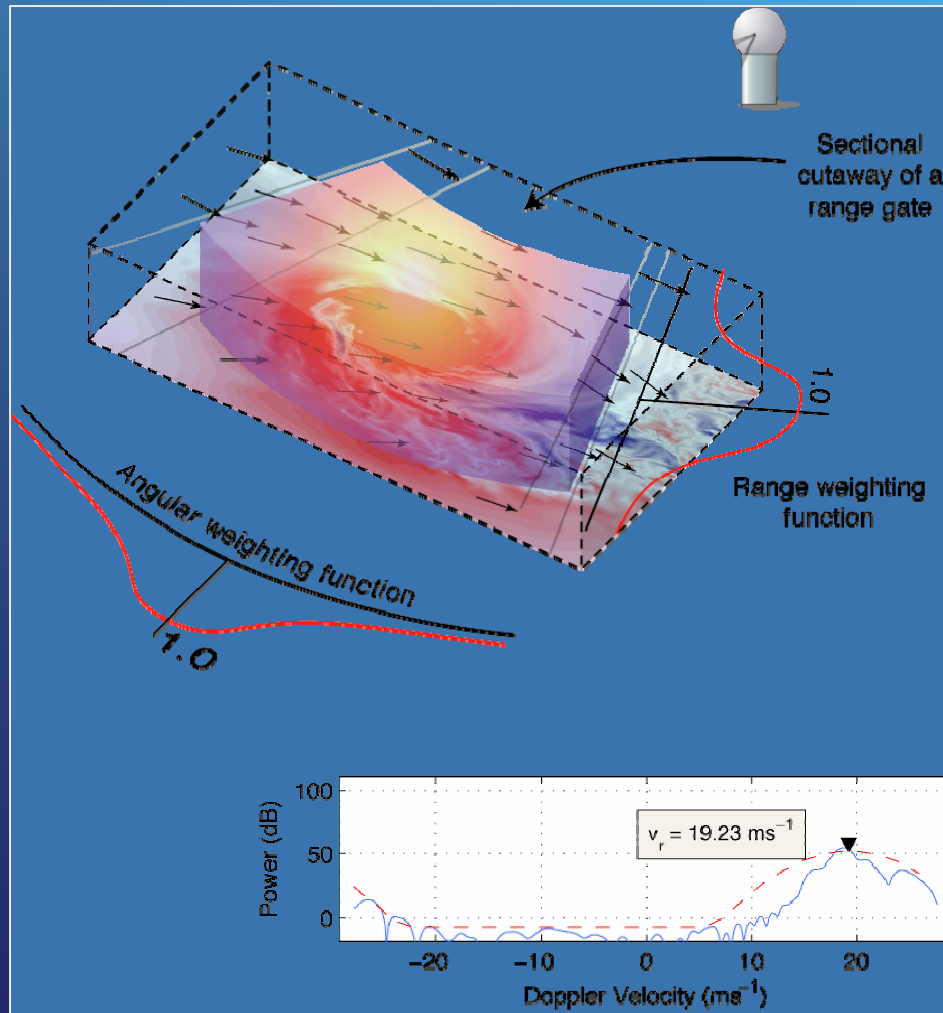 Sectional
cutaway of a
range gate
1.0
Range weighting
function
Angular weighting function
1.0
v_r = 19.23 ms⁻¹
Power (dB)
100
50
0
−20 −10 0 10 20
Doppler Velocity (ms⁻¹)